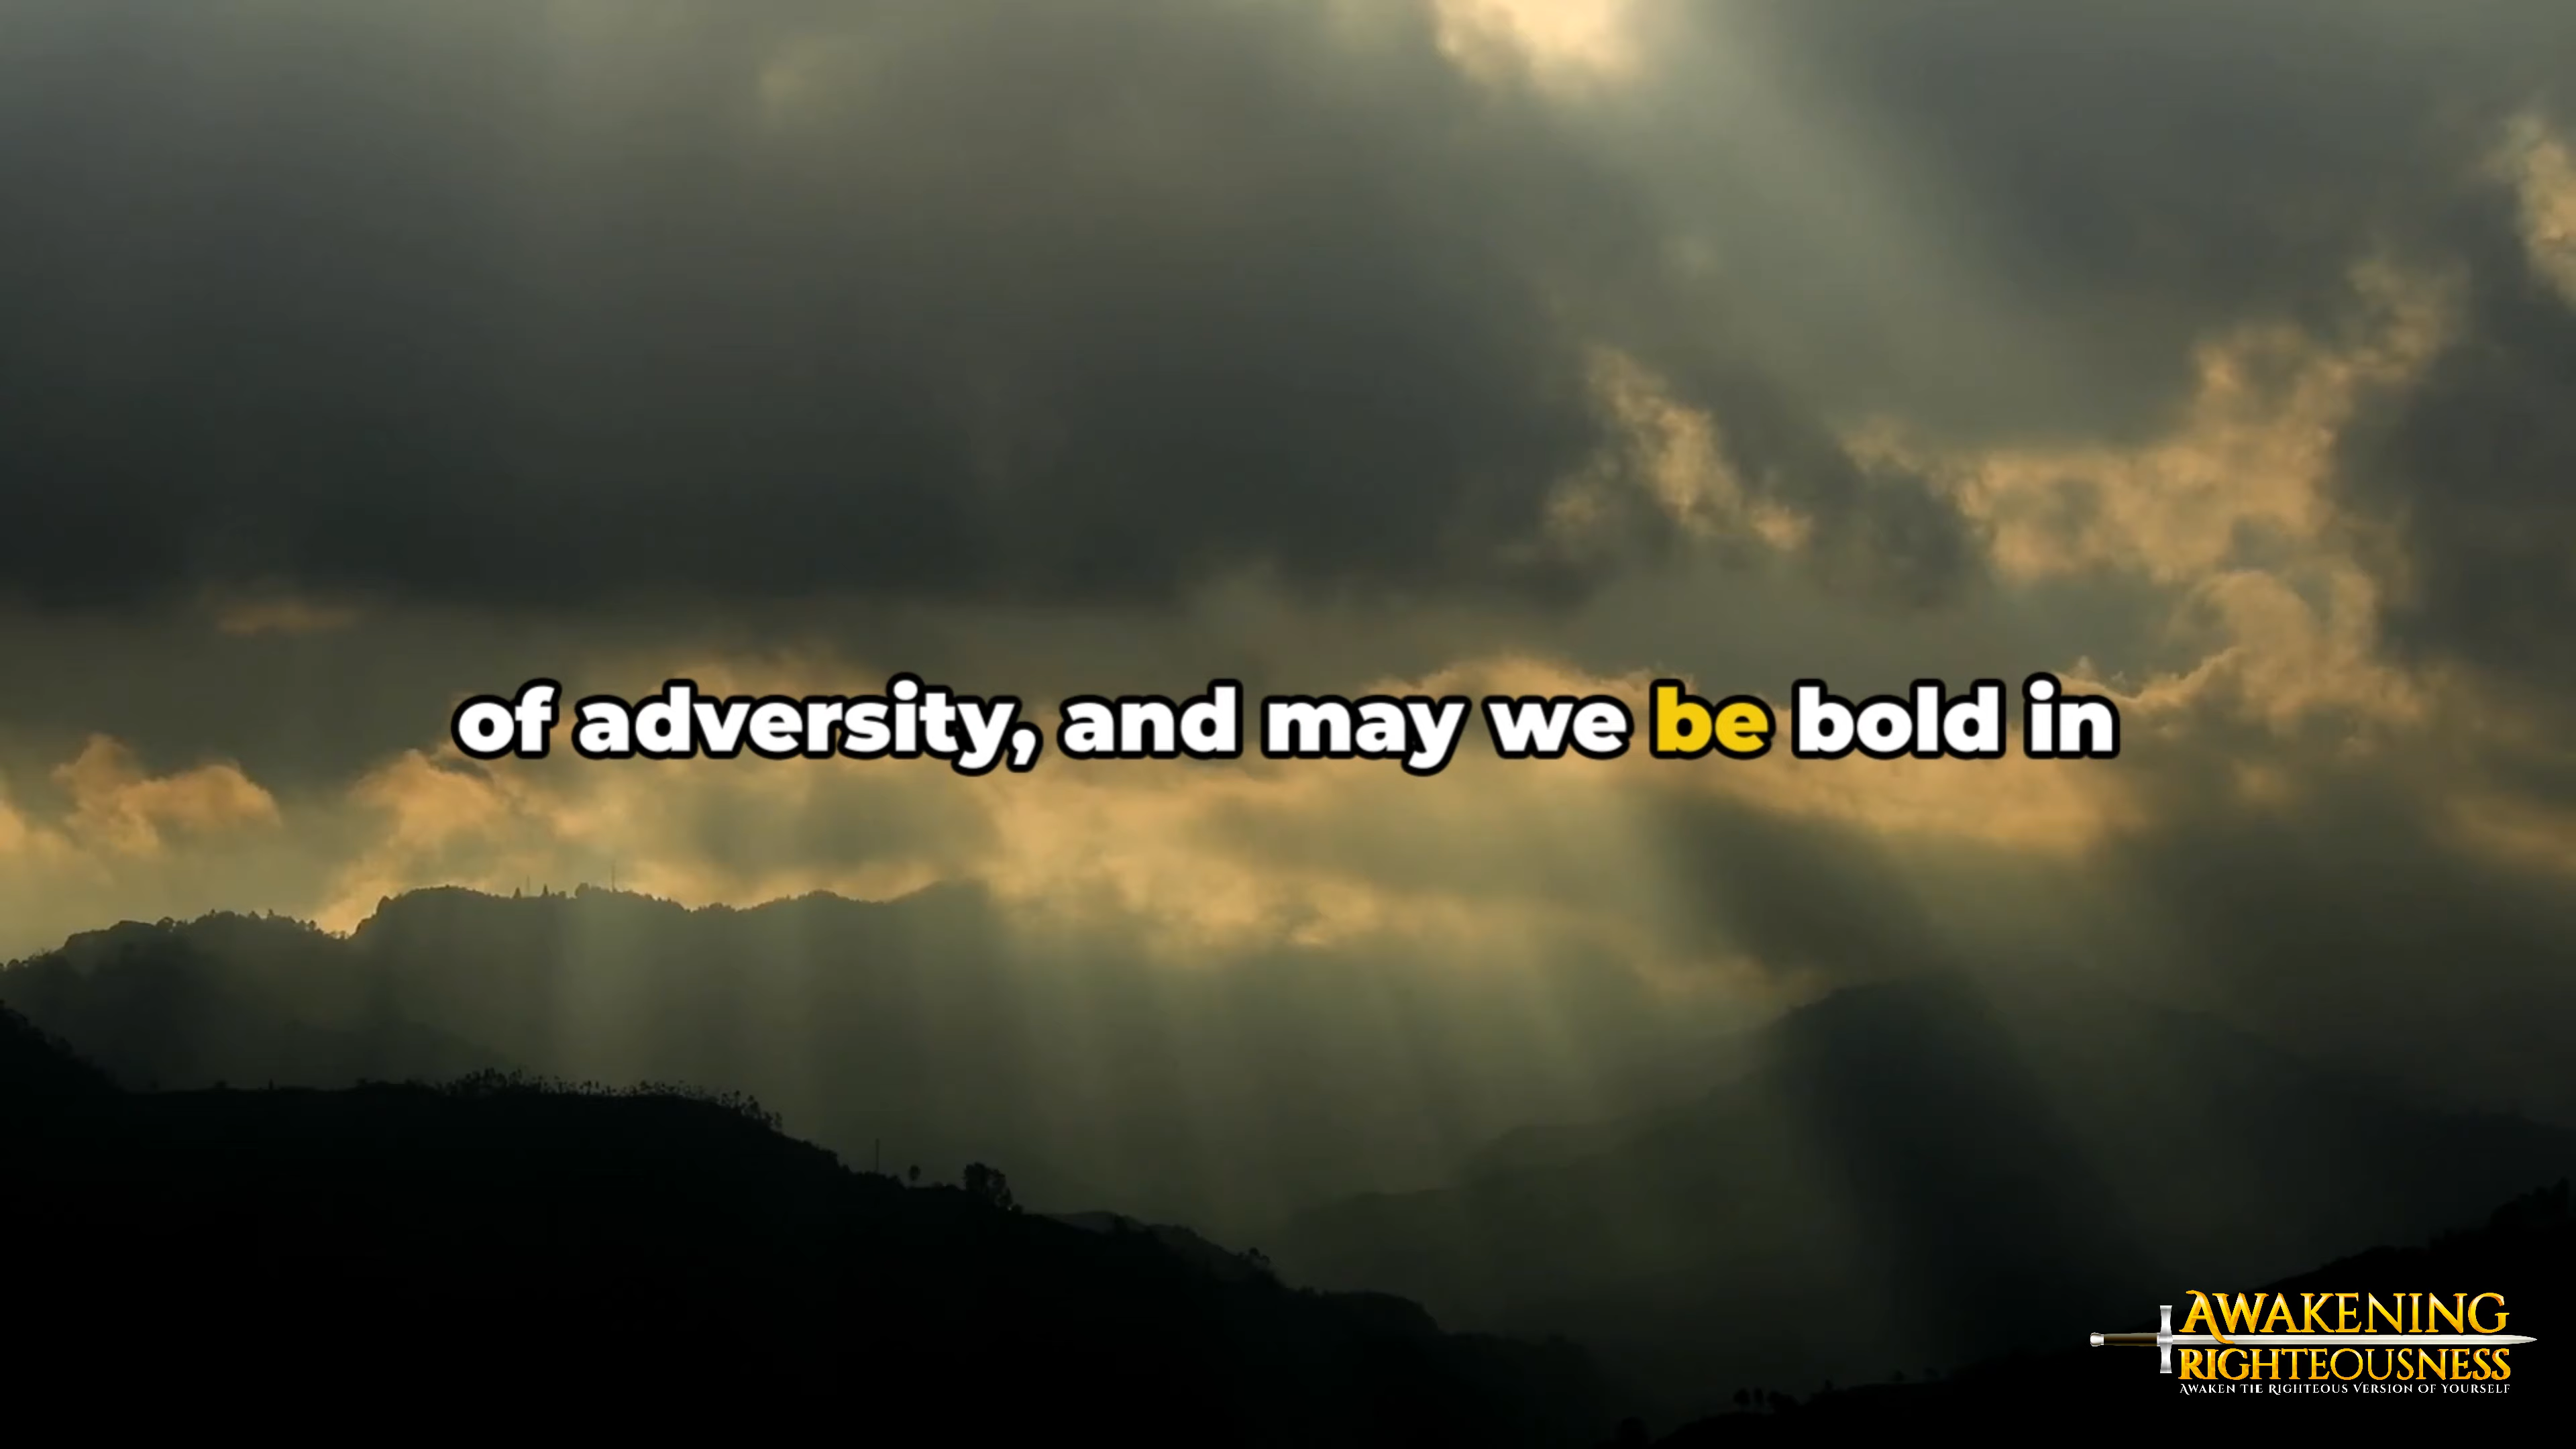 of adversity, and may we be bold in
AWAKENING
RIGHTEOUSNESS
AWAKEN THE RIGHTEOUS VERSION OF YOURSELF